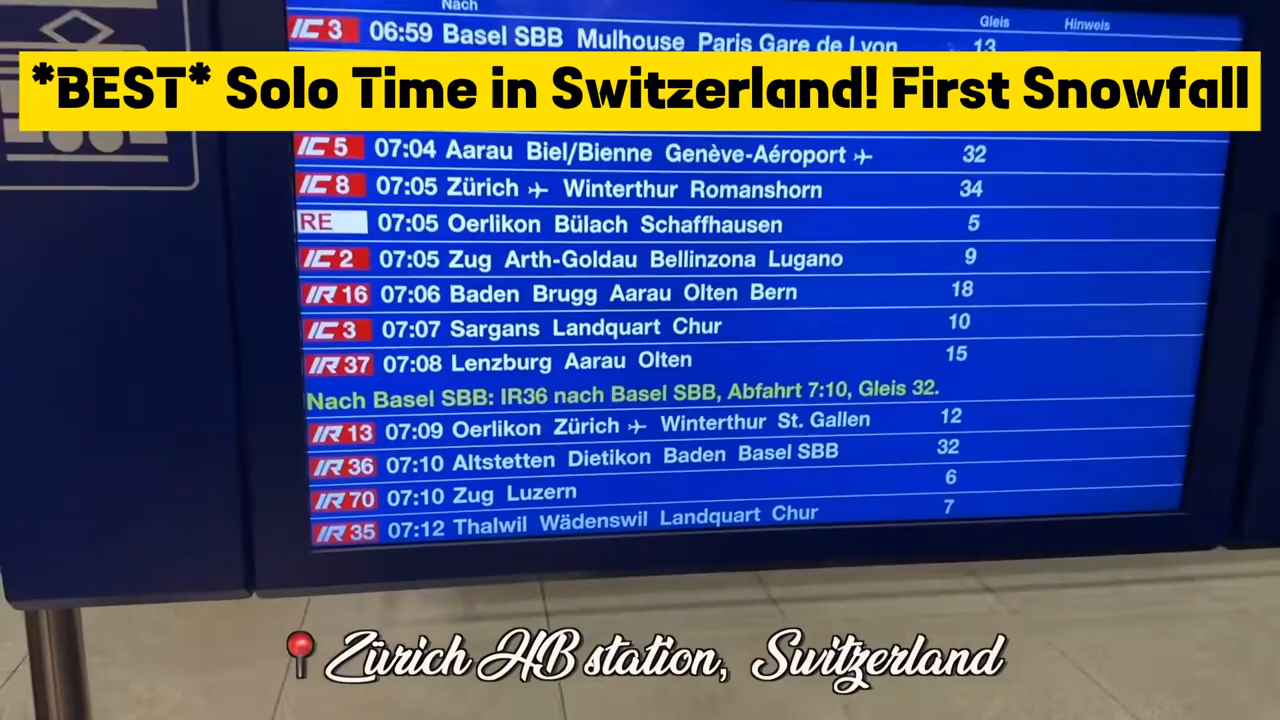 Nach Gleis Hinweis
IC 3 06:59 Basel SBB Mulhouse Paris Gare de Lyon 13
*BEST* Solo Time in Switzerland! First Snowfall
IC 5 07:04 Aarau Biel/Bienne Genève-Aéroport 32
IC 8 07:05 Zürich Winterthur Romanshorn 34
RE 07:05 Oerlikon Bülach Schaffhausen 5
IC 2 07:05 Zug Arth-Goldau Bellinzona Lugano 9
IR 16 07:06 Baden Brugg Aarau Olten Bern 18
IC 3 07:07 Sargans Landquart Chur 10
IR 37 07:08 Lenzburg Aarau Olten 15
Nach Basel SBB: IR36 nach Basel SBB, Abfahrt 7:10, Gleis 32.
IR 13 07:09 Oerlikon Zürich Winterthur St. Gallen 12
IR 36 07:10 Altstetten Dietikon Baden Basel SBB 32
IR 70 07:10 Zug Luzern 6
IR 35 07:12 Thalwil Wädenswil Landquart Chur 7
Zürich HB station, Switzerland